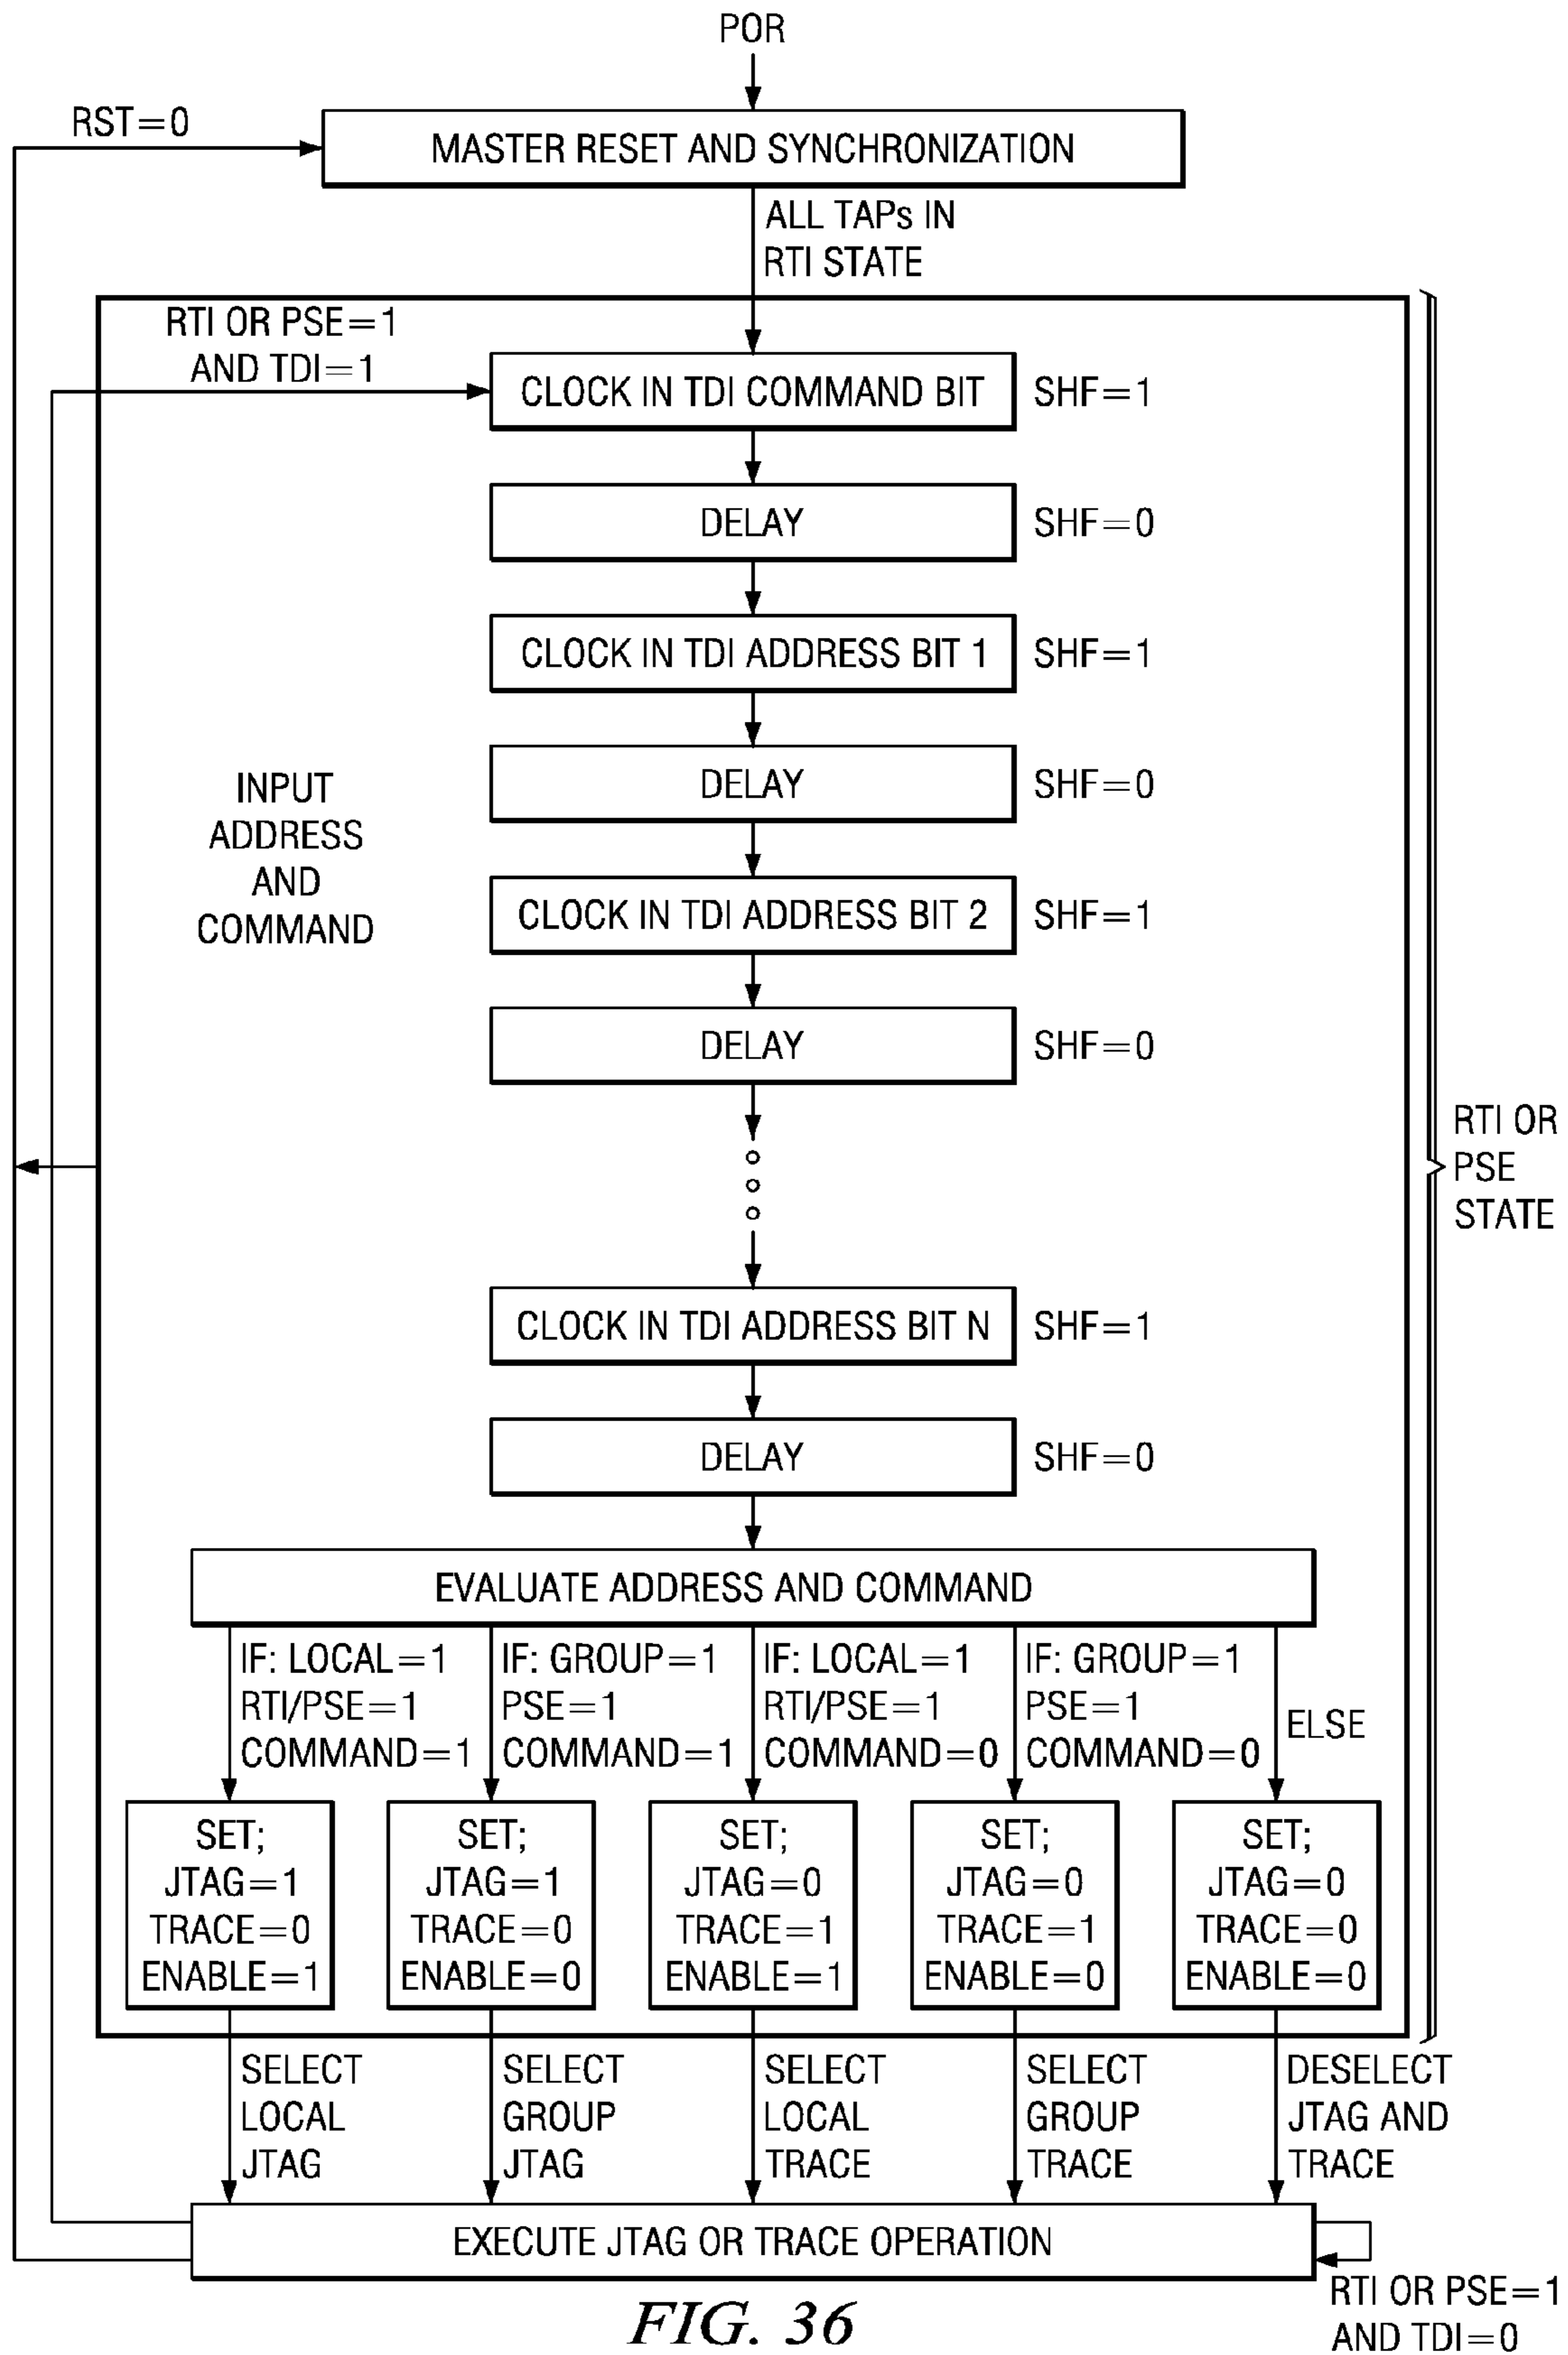 POR
RST=0
MASTER RESET AND SYNCHRONIZATION
ALL TAPs IN
RTI STATE
RTI OR PSE=1
AND TDI=1
CLOCK IN TDI COMMAND BIT
SHF=1
DELAY
SHF=0
CLOCK IN TDI ADDRESS BIT 1
SHF=1
DELAY
SHF=0
INPUT
ADDRESS
AND
COMMAND
CLOCK IN TDI ADDRESS BIT 2
SHF=1
DELAY
SHF=0
RTI OR
PSE
STATE
CLOCK IN TDI ADDRESS BIT N
SHF=1
DELAY
SHF=0
EVALUATE ADDRESS AND COMMAND
IF: LOCAL=1
RTI/PSE=1
COMMAND=1
IF: GROUP=1
PSE=1
COMMAND=1
IF: LOCAL=1
RTI/PSE=1
COMMAND=0
IF: GROUP=1
PSE=1
COMMAND=0
ELSE
SET;
JTAG=1
TRACE=0
ENABLE=1
SET;
JTAG=1
TRACE=0
ENABLE=0
SET;
JTAG=0
TRACE=1
ENABLE=1
SET;
JTAG=0
TRACE=1
ENABLE=0
SET;
JTAG=0
TRACE=0
ENABLE=0
SELECT
LOCAL
JTAG
SELECT
GROUP
JTAG
SELECT
LOCAL
TRACE
SELECT
GROUP
TRACE
DESELECT
JTAG AND
TRACE
EXECUTE JTAG OR TRACE OPERATION
RTI OR PSE=1
AND TDI=0
FIG. 36